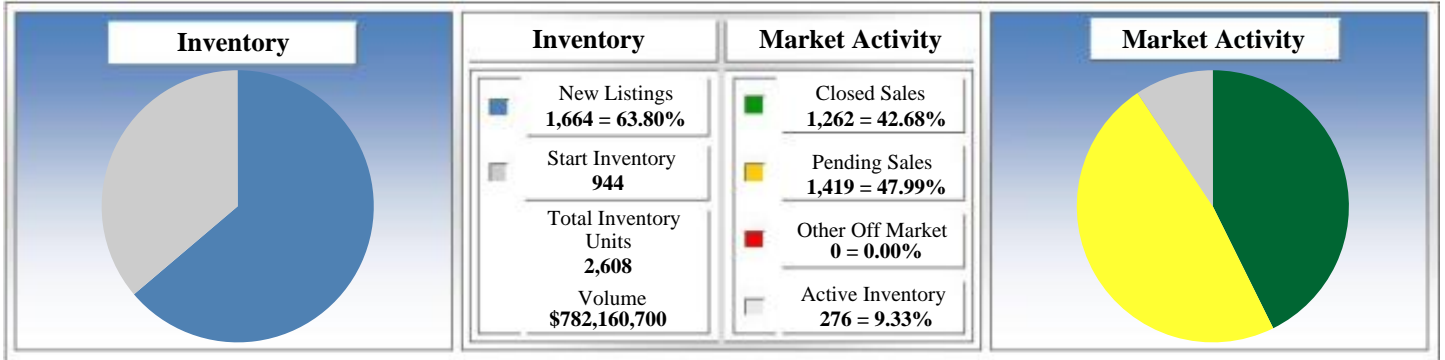 Inventory
Inventory
New Listings
1,664 = 63.80%
Start Inventory
944
Total Inventory
Units
2,608
Volume
$782,160,700
Market Activity
Closed Sales
1,262 = 42.68%
Pending Sales
1,419 = 47.99%
Other Off Market
0 = 0.00%
Active Inventory
276 = 9.33%
Market Activity